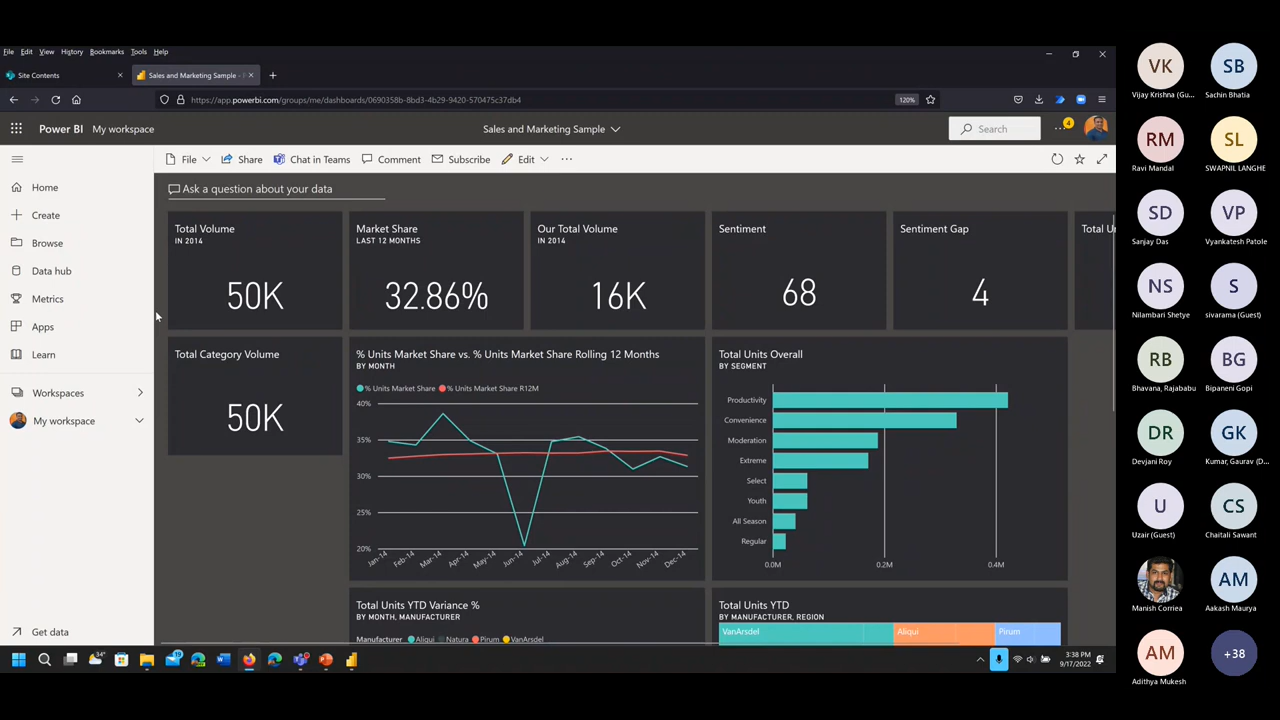 File Edit View History Bookmarks Tools Help
Site Contents
Sales and Marketing Sample - P
https://app.powerbi.com/groups/me/dashboards/0690358b-8bd3-4b29-9420-570475c37db4
120%
Power BI My workspace
Sales and Marketing Sample
Search
4
File
Share
Chat in Teams
Comment
Subscribe
Edit
Home
Create
Browse
Data hub
Metrics
Apps
Learn
Workspaces
My workspace
Get data
Ask a question about your data
Total Volume
IN 2014
50K
Market Share
LAST 12 MONTHS
32.86%
Our Total Volume
IN 2014
16K
Sentiment
68
Sentiment Gap
4
Total U
Total Category Volume
50K
% Units Market Share vs. % Units Market Share Rolling 12 Months
BY MONTH
% Units Market Share % Units Market Share R12M
40%
35%
30%
25%
20%
Jan-14 Feb-14 Mar-14 Apr-14 May-14 Jun-14 Jul-14 Aug-14 Sep-14 Oct-14 Nov-14 Dec-14
Total Units Overall
BY SEGMENT
Productivity
Convenience
Moderation
Extreme
Select
Youth
All Season
Regular
0.0M 0.2M 0.4M
Total Units YTD Variance %
BY MONTH, MANUFACTURER
Manufacturer Aliqui Natura Pirum VanArsdel
Total Units YTD
BY MANUFACTURER, REGION
VanArsdel Aliqui Pirum
34°
19
3:38 PM
9/17/2022
VK
Vijay Krishna (Gu...
SB
Sachin Bhatia
RM
Ravi Mandal
SL
SWAPNIL LANGHE
SD
Sanjay Das
VP
Vyankatesh Patole
NS
Nilambari Shetye
S
sivarama (Guest)
RB
Bhavana, Rajababu
BG
Bipaneni Gopi
DR
Devjani Roy
GK
Kumar, Gaurav (D...
U
Uzair (Guest)
CS
Chaitali Sawant
Manish Corriea
AM
Aakash Maurya
AM
Adithya Mukesh
+38